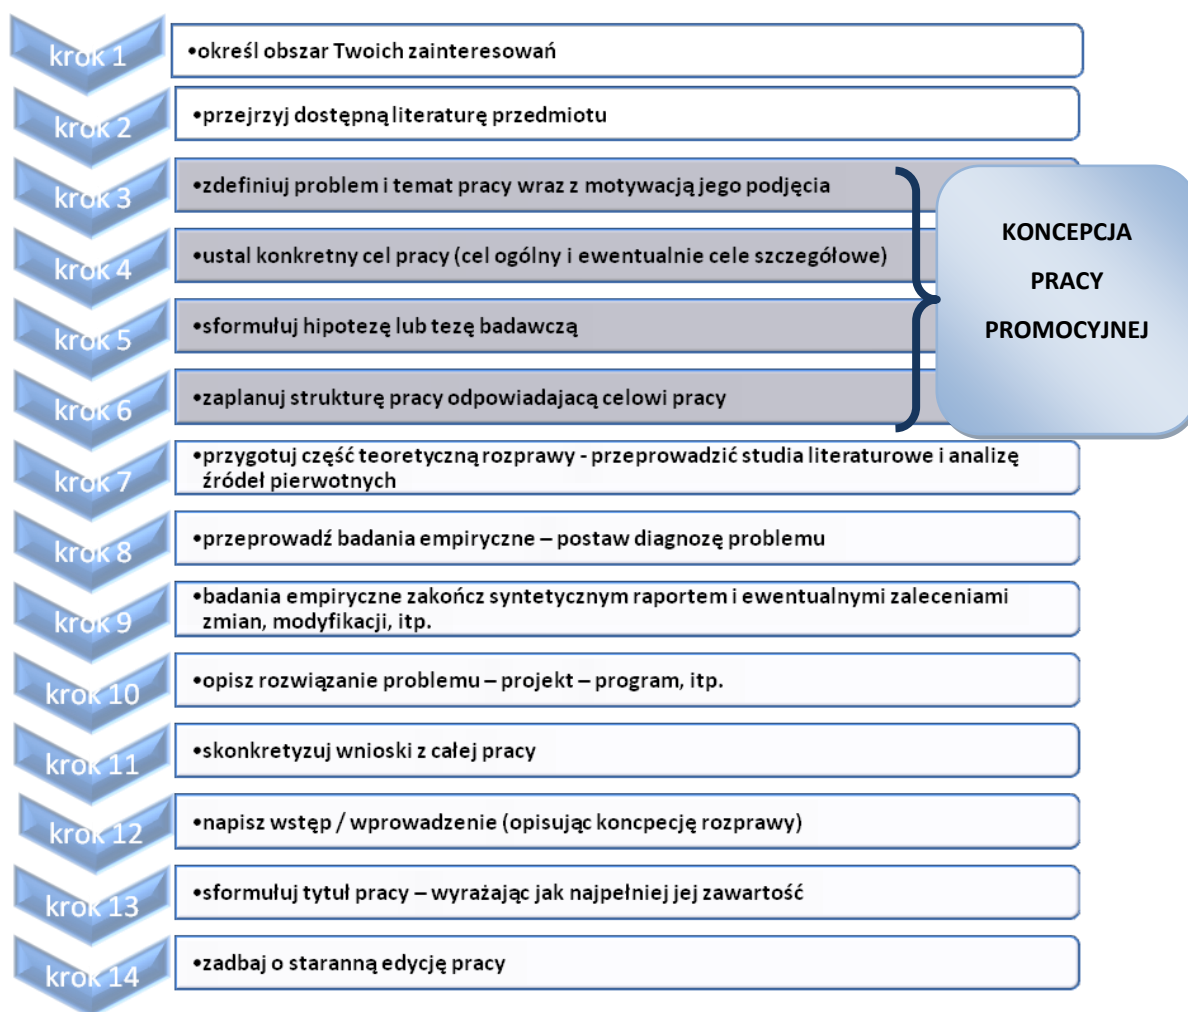 krok 1
•określ obszar Twoich zainteresowań
krok 2
•przejrzyj dostępną literaturę przedmiotu
krok 3
•zdefiniuj problem i temat pracy wraz z motywacją jego podjęcia
krok 4
•ustal konkretny cel pracy (cel ogólny i ewentualnie cele szczegółowe)
krok 5
•sformułuj hipotezę lub tezę badawczą
krok 6
•zaplanuj strukturę pracy odpowiadajacą celowi pracy
KONCEPCJA
PRACY
PROMOCYJNEJ
krok 7
•przygotuj część teoretyczną rozprawy - przeprowadzić studia literaturowe i analizę
źródeł pierwotnych
krok 8
•przeprowadź badania empiryczne – postaw diagnozę problemu
krok 9
•badania empiryczne zakończ syntetycznym raportem i ewentualnymi zaleceniami
zmian, modyfikacji, itp.
krok 10
•opisz rozwiązanie problemu – projekt – program, itp.
krok 11
•skonkretyzuj wnioski z całej pracy
krok 12
•napisz wstęp / wprowadzenie (opisując koncpecję rozprawy)
krok 13
•sformułuj tytuł pracy – wyrażając jak najpełniej jej zawartość
krok 14
•zadbaj o staranną edycję pracy